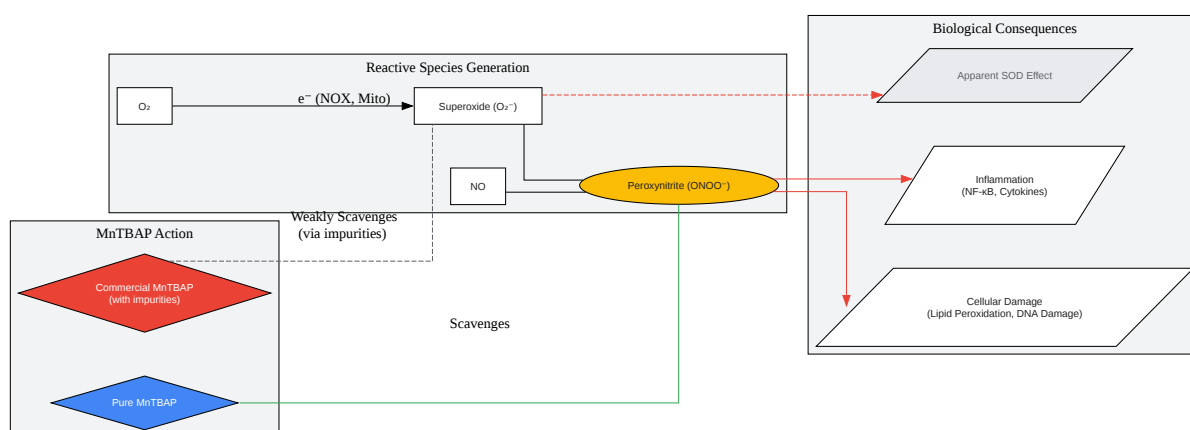 Biological Consequences
Apparent SOD Effect
Reactive Species Generation
O₂
e⁻ (NOX, Mito)
Superoxide (O₂⁻)
NO
Peroxynitrite (ONOO⁻)
Inflammation
(NF-κB, Cytokines)
Weakly Scavenges
(via impurities)
MnTBAP Action
Commercial MnTBAP
(with impurities)
Cellular Damage
(Lipid Peroxidation, DNA Damage)
Scavenges
Pure MnTBAP